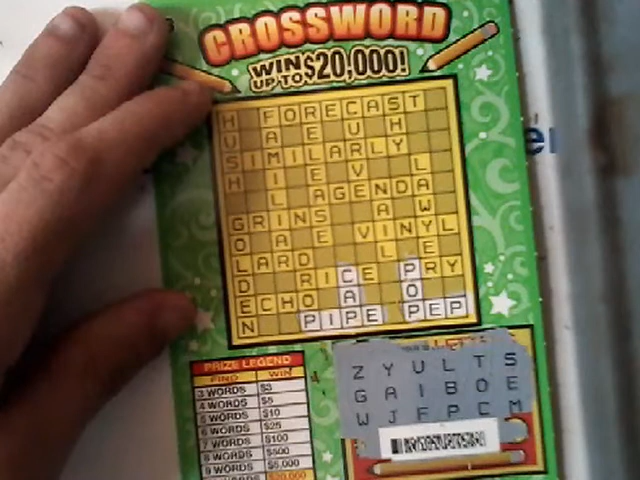 CROSSWORD
WIN UP TO $20,000!
H FORECAST
U A E U H
SIMILARLY
H I E V L
L AGENDA
GRINS A W
O A E VINYL
LARD L E
D RICE PRY
ECHO A O
N PIPE PEP
PRIZE LEGEND
FIND WIN
3 WORDS $3
4 WORDS $5
5 WORDS $10
6 WORDS $25
7 WORDS $100
8 WORDS $500
9 WORDS $5,000
$20,000
Z Y U L T S
G A I B O E
W J F P C M